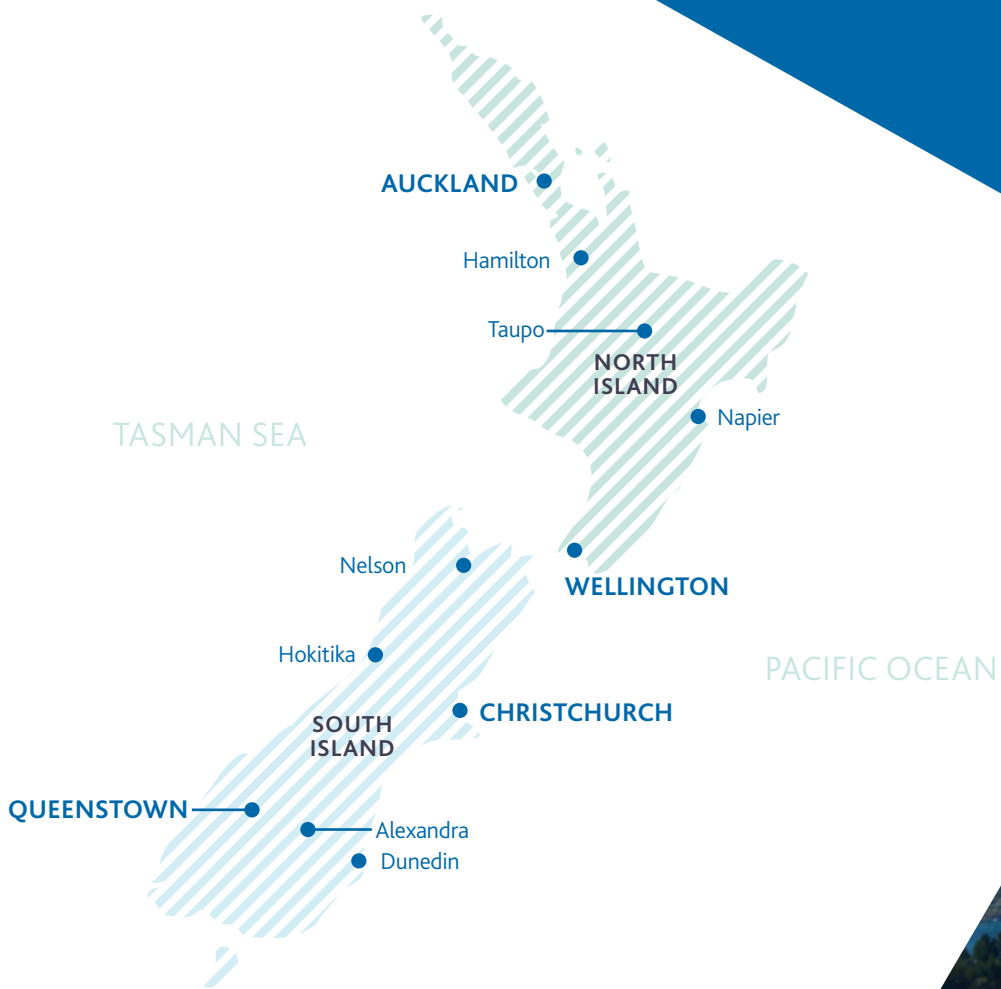 AUCKLAND
Hamilton
Taupo
NORTH
ISLAND
Napier
TASMAN SEA
Nelson
WELLINGTON
Hokitika
PACIFIC OCEAN
CHRISTCHURCH
SOUTH
ISLAND
QUEENSTOWN
Alexandra
Dunedin